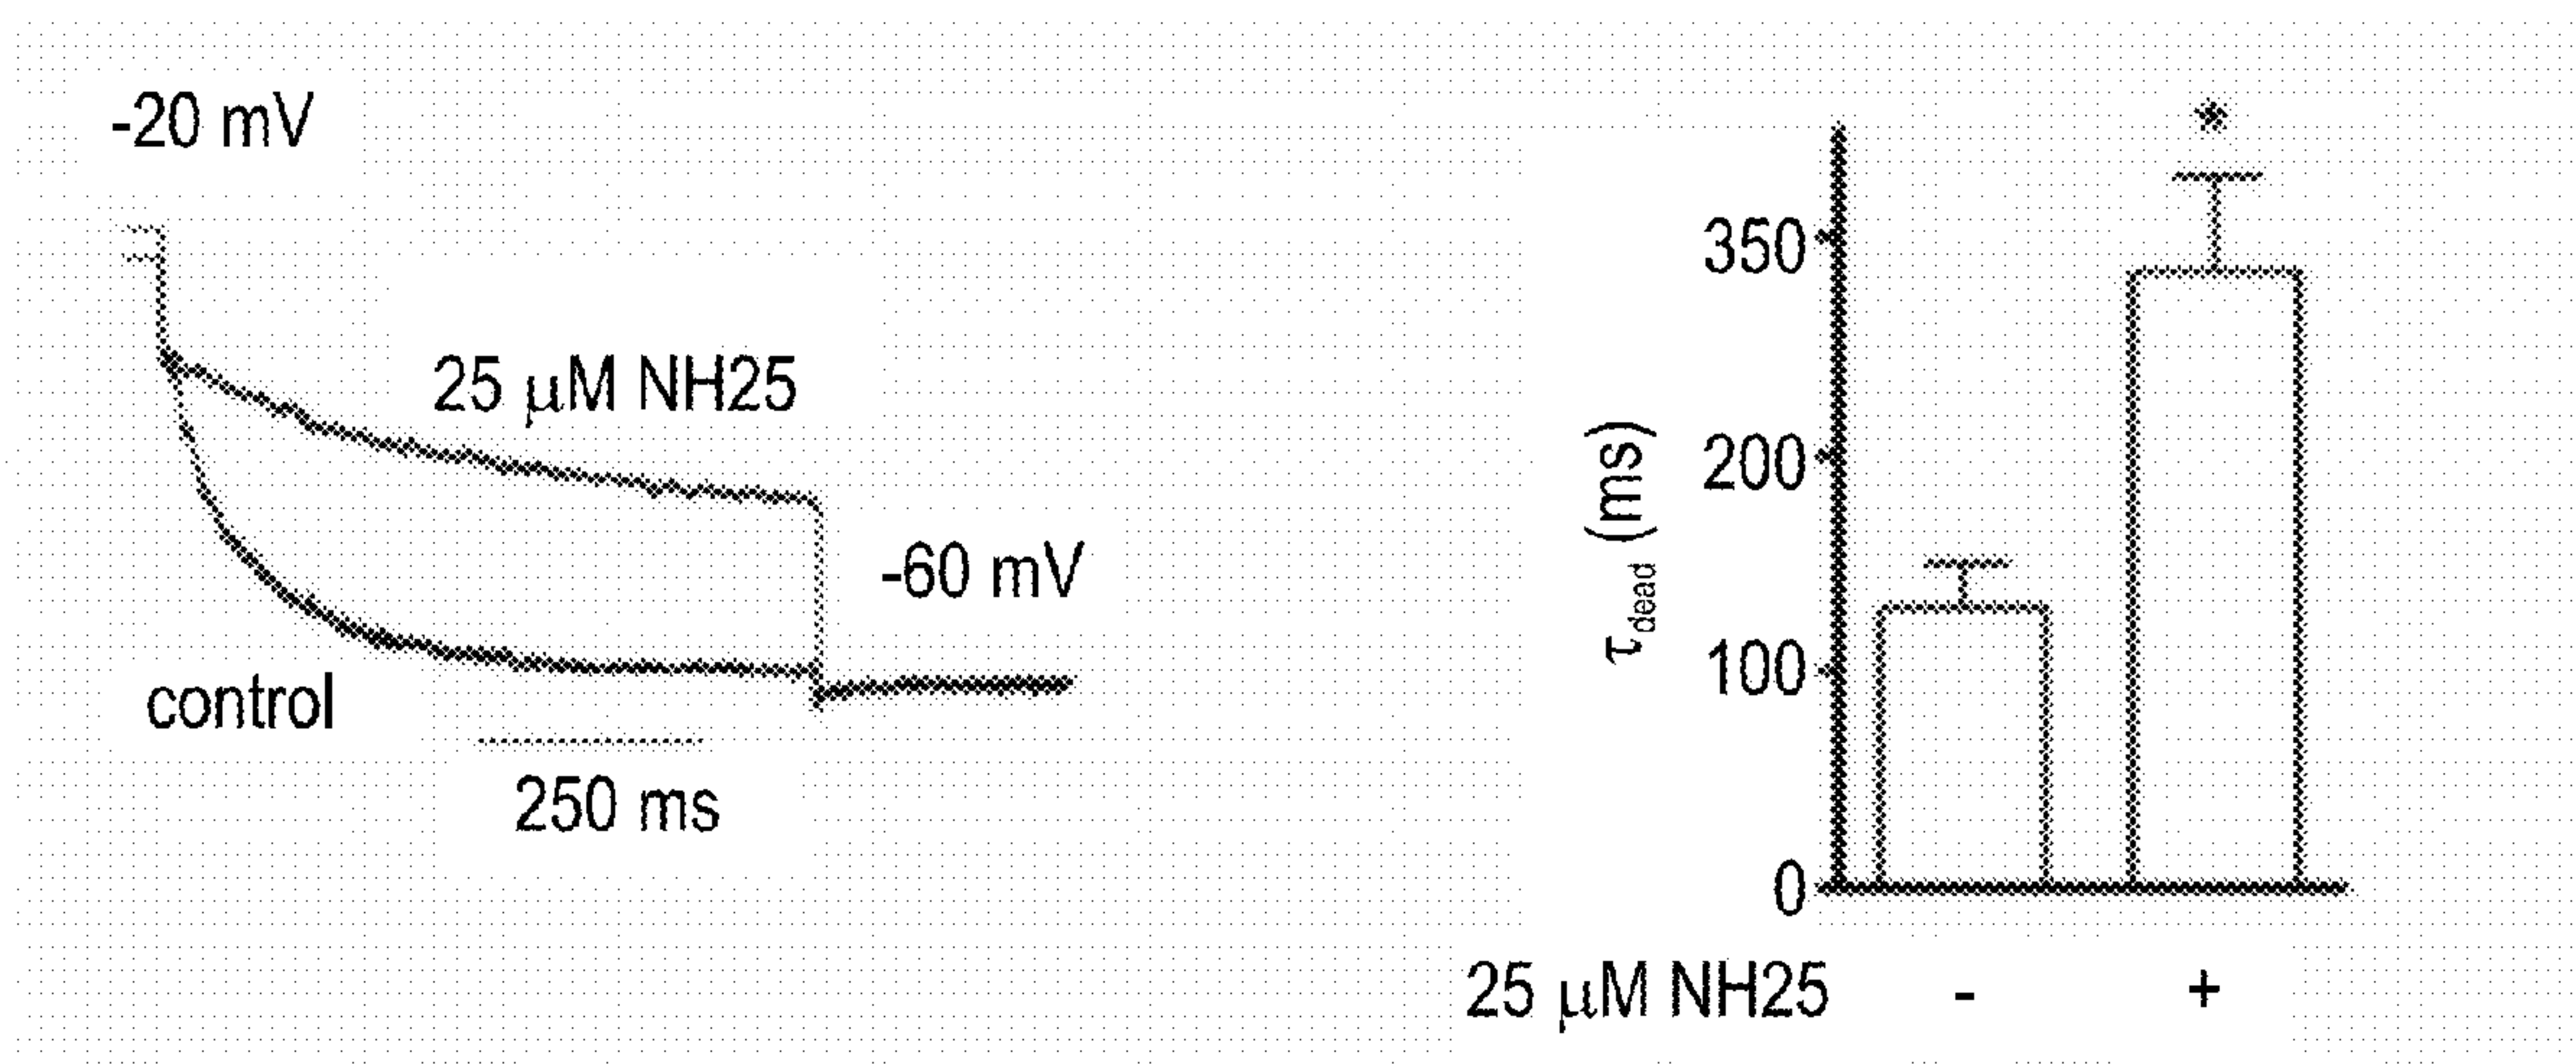 -20 mV
25 μM NH25
-60 mV
control
250 ms
*
350
200
100
0
τdead (ms)
25 μM NH25 - +